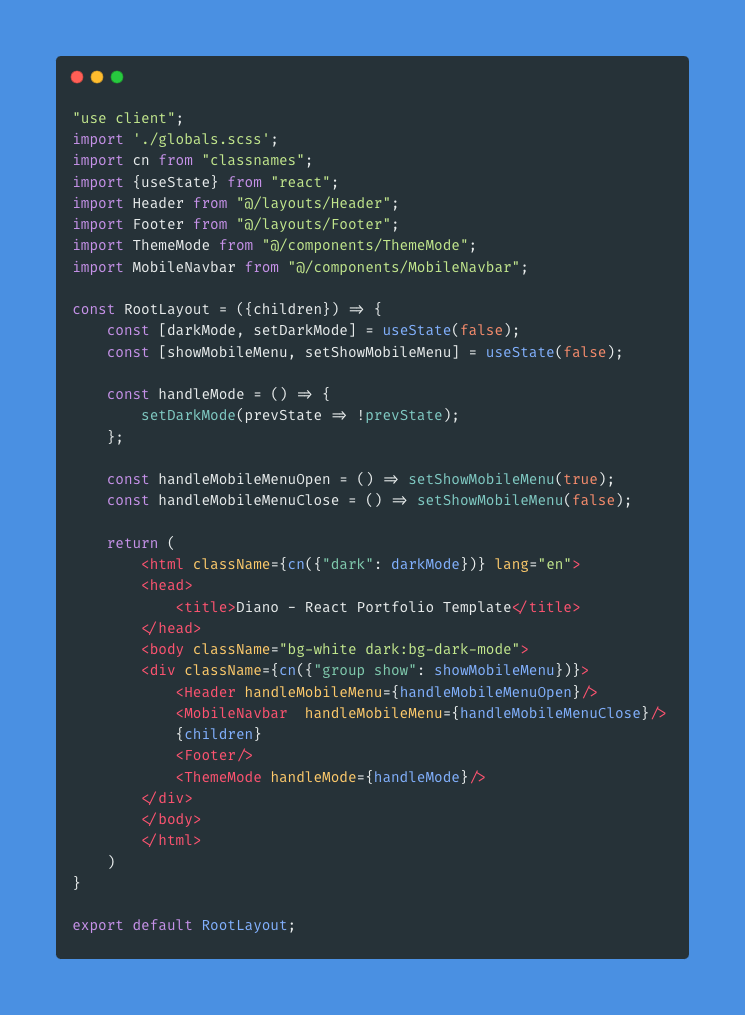 "use client";
import './globals.scss';
import cn from "classnames";
import {useState} from "react";
import Header from "@/layouts/Header";
import Footer from "@/layouts/Footer";
import ThemeMode from "@/components/ThemeMode";
import MobileNavbar from "@/components/MobileNavbar";

const RootLayout = ({children}) => {
    const [darkMode, setDarkMode] = useState(false);
    const [showMobileMenu, setShowMobileMenu] = useState(false);

    const handleMode = () => {
        setDarkMode(prevState => !prevState);
    };

    const handleMobileMenuOpen = () => setShowMobileMenu(true);
    const handleMobileMenuClose = () => setShowMobileMenu(false);

    return (
        <html className={cn({"dark": darkMode})} lang="en">
        <head>
            <title>Diano - React Portfolio Template</title>
        </head>
        <body className="bg-white dark:bg-dark-mode">
        <div className={cn({"group show": showMobileMenu})}>
            <Header handleMobileMenu={handleMobileMenuOpen}/>
            <MobileNavbar  handleMobileMenu={handleMobileMenuClose}/>
            {children}
            <Footer/>
            <ThemeMode handleMode={handleMode}/>
        </div>
        </body>
        </html>
    )
}

export default RootLayout;